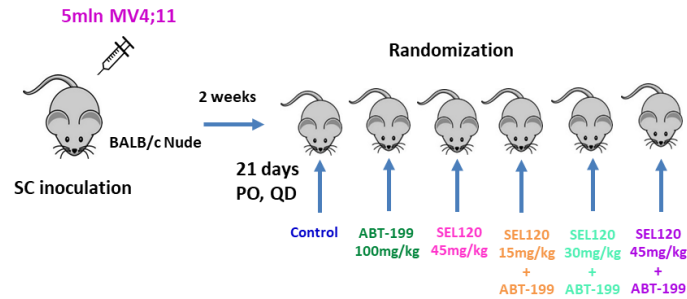 5mln MV4;11
Randomization
2 weeks
BALB/c Nude
SC inoculation
21 days
PO, QD
Control
ABT-199
100mg/kg
SEL120
45mg/kg
SEL120
15mg/kg
+
ABT-199
SEL120
30mg/kg
+
ABT-199
SEL120
45mg/kg
+
ABT-199